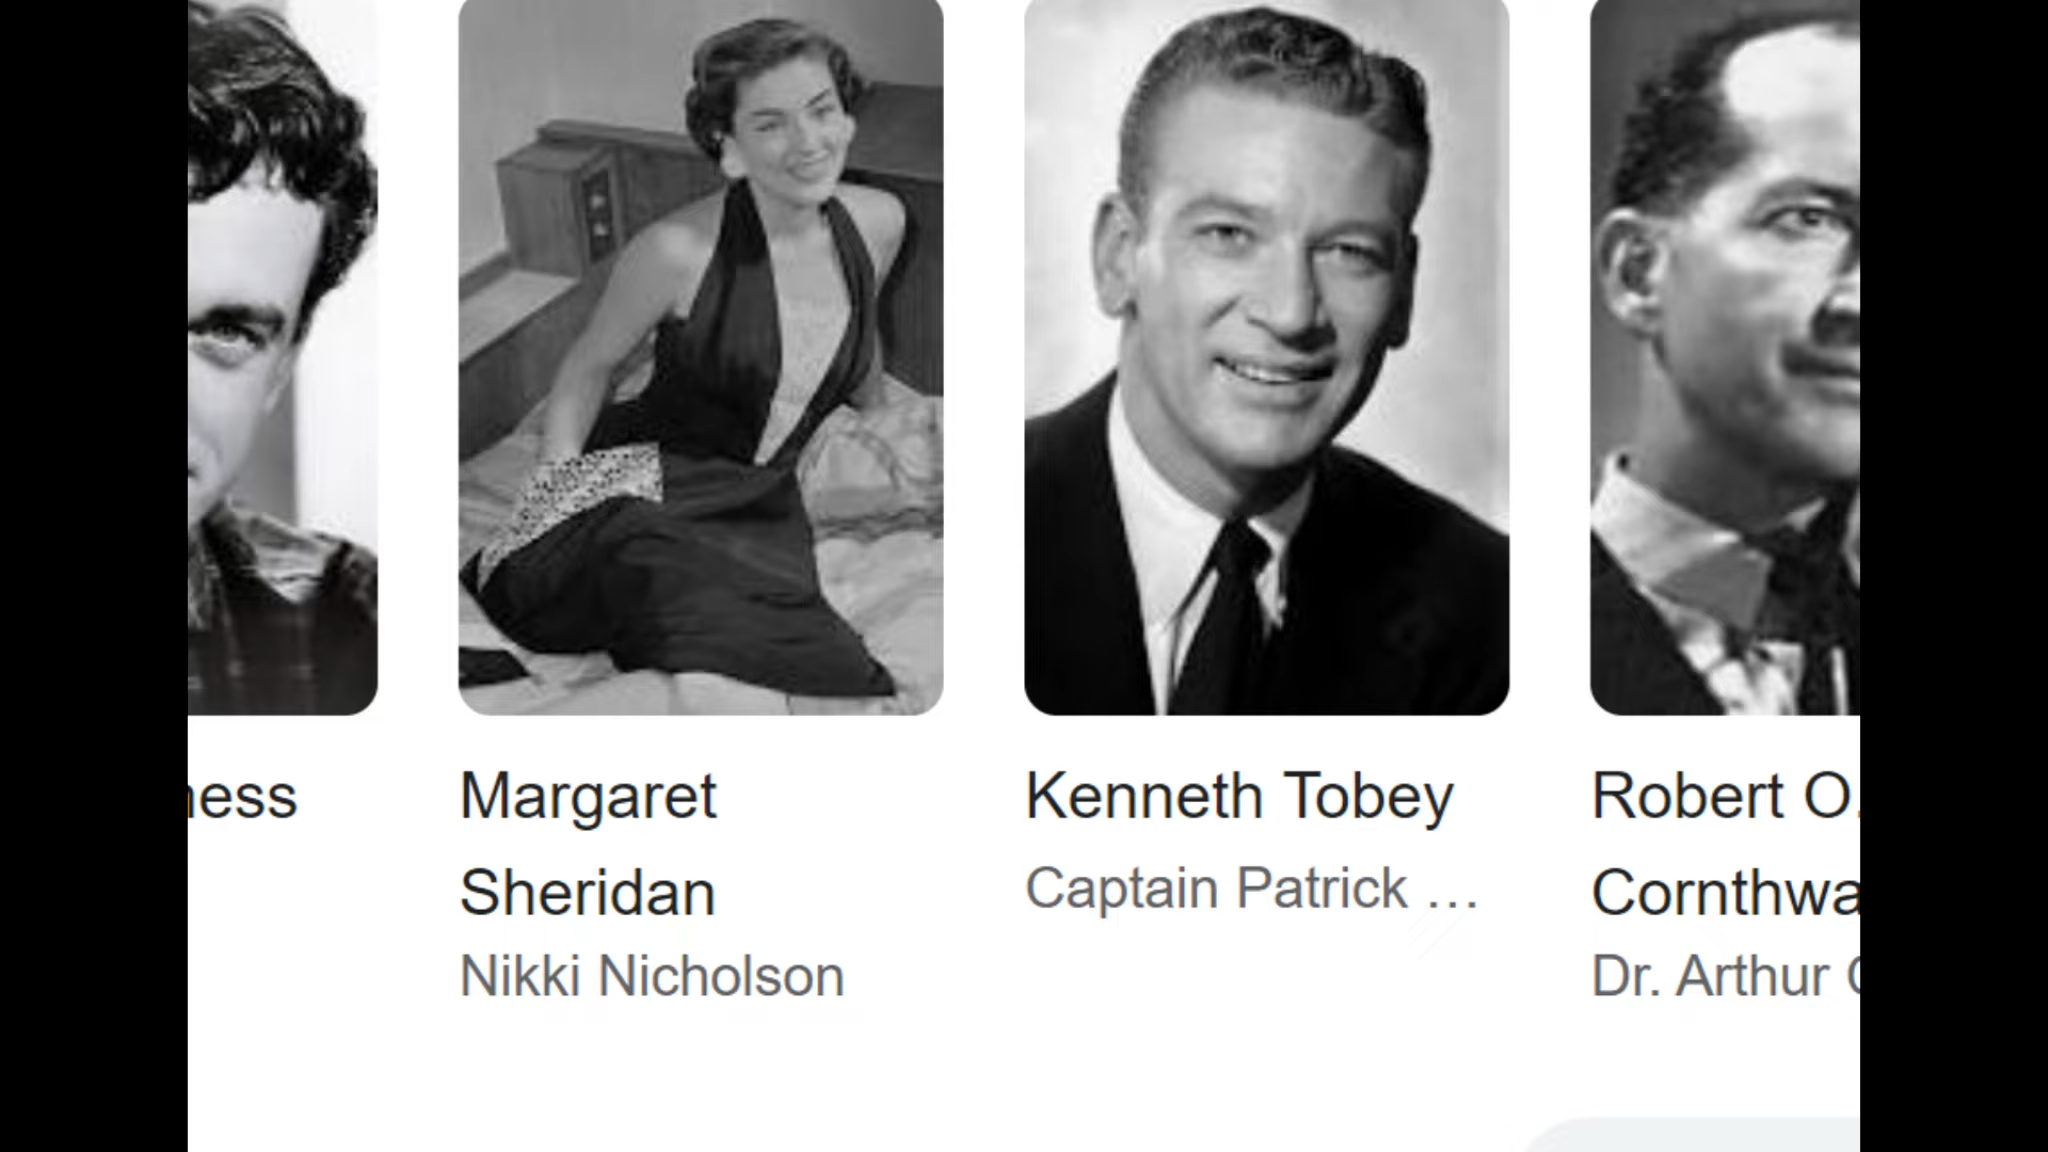 ness
Margaret
Sheridan
Nikki Nicholson
Kenneth Tobey
Captain Patrick …
Robert O.
Cornthwa
Dr. Arthur C